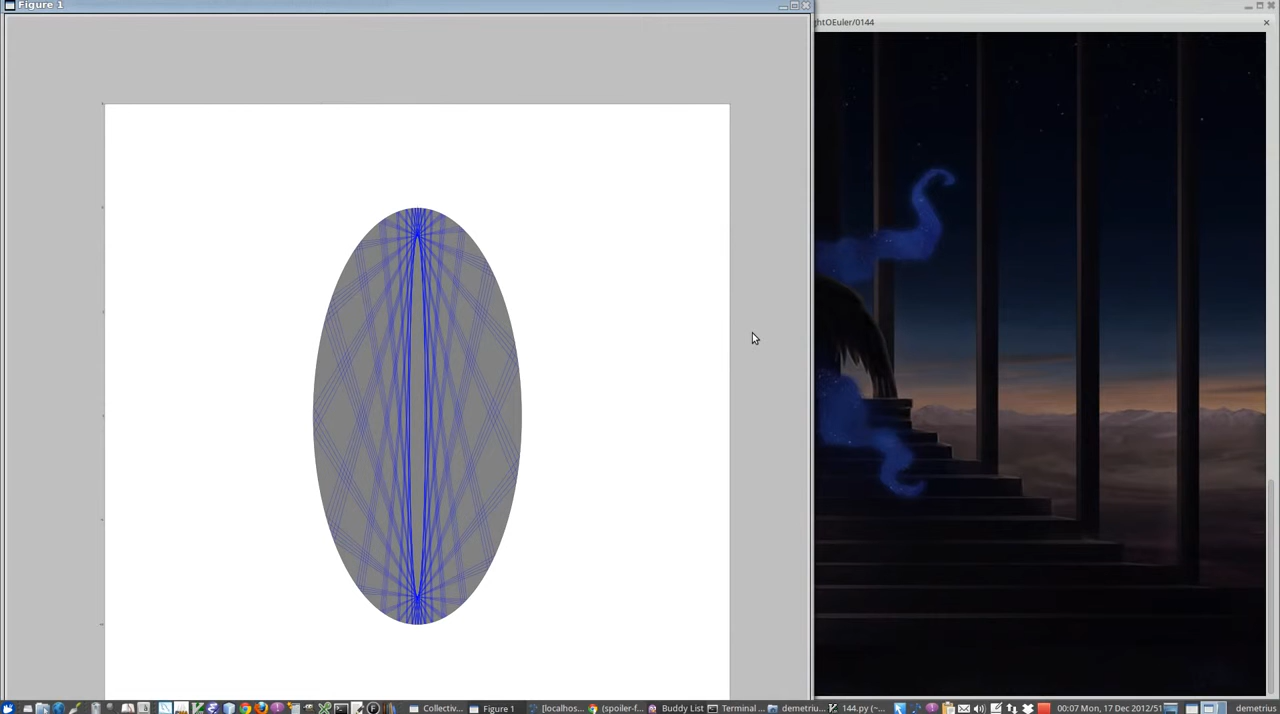 Figure 1
ghtOEuler/0144
Collectiv...
Figure 1
[localhos...
(spoiler-f...
Buddy List
Terminal ...
demetriu...
144.py (~...
00:07 Mon, 17 Dec 2012/51
demetrius